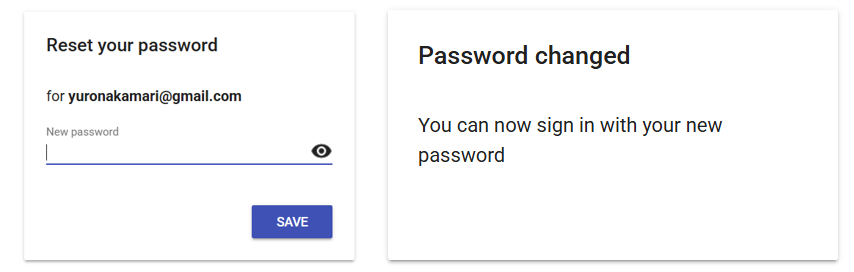 Reset your password
for yuronakamari@gmail.com
New password
SAVE
Password changed
You can now sign in with your new
password